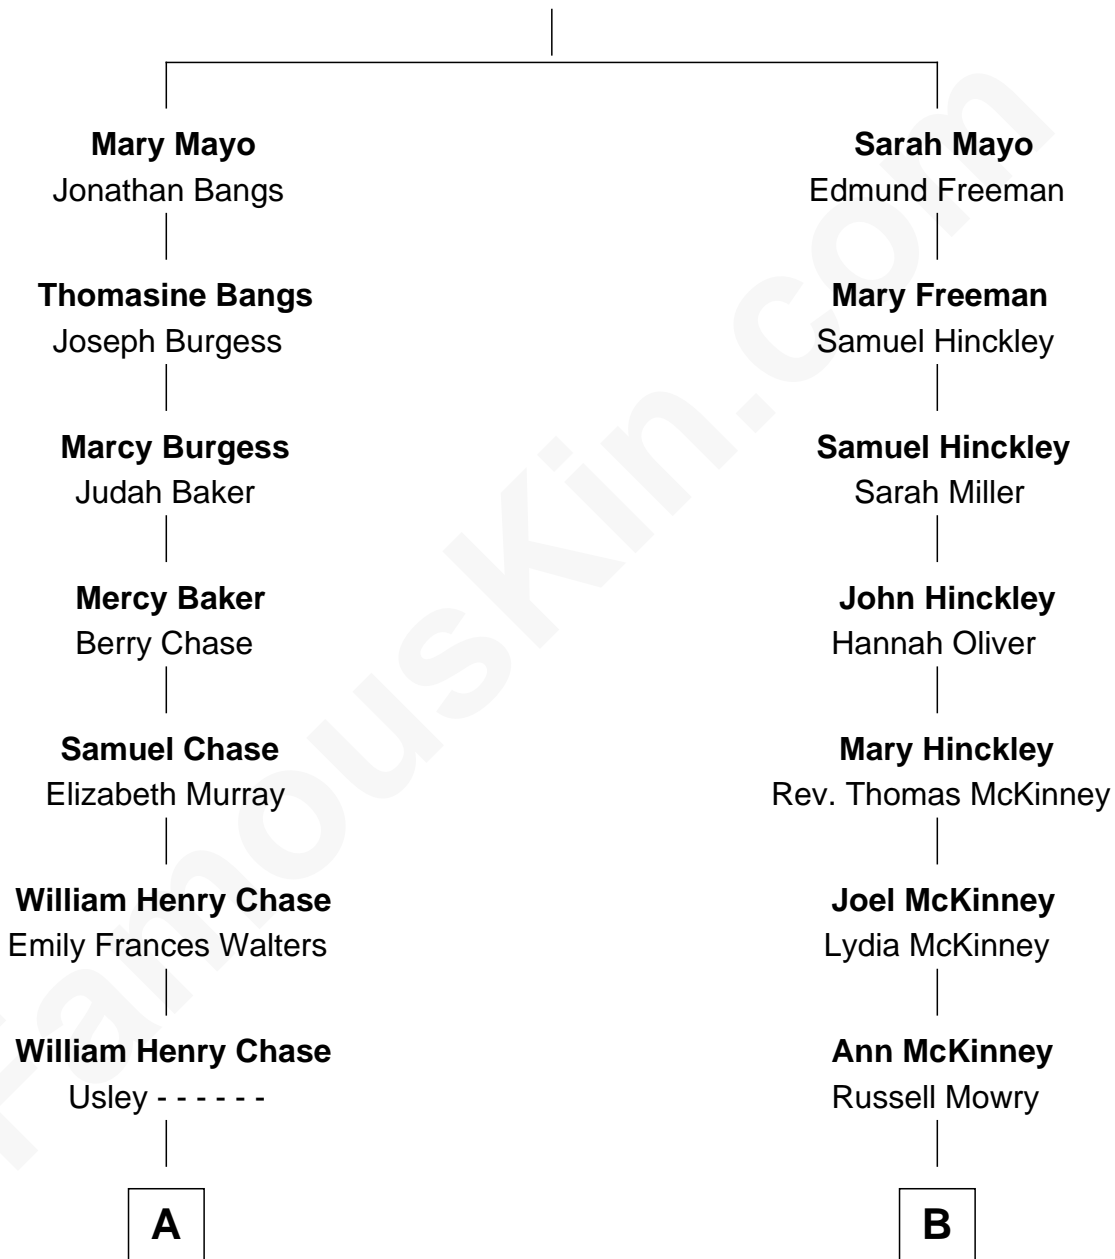 Mary Mayo
Jonathan Bangs
Thomasine Bangs
Joseph Burgess
Marcy Burgess
Judah Baker
Mercy Baker
Berry Chase
Samuel Chase
Elizabeth Murray
William Henry Chase
Emily Frances Walters
William Henry Chase
Usley - - - - - -
A
Sarah Mayo
Edmund Freeman
Mary Freeman
Samuel Hinckley
Samuel Hinckley
Sarah Miller
John Hinckley
Hannah Oliver
Mary Hinckley
Rev. Thomas McKinney
Joel McKinney
Lydia McKinney
Ann McKinney
Russell Mowry
B
FamousKin.com